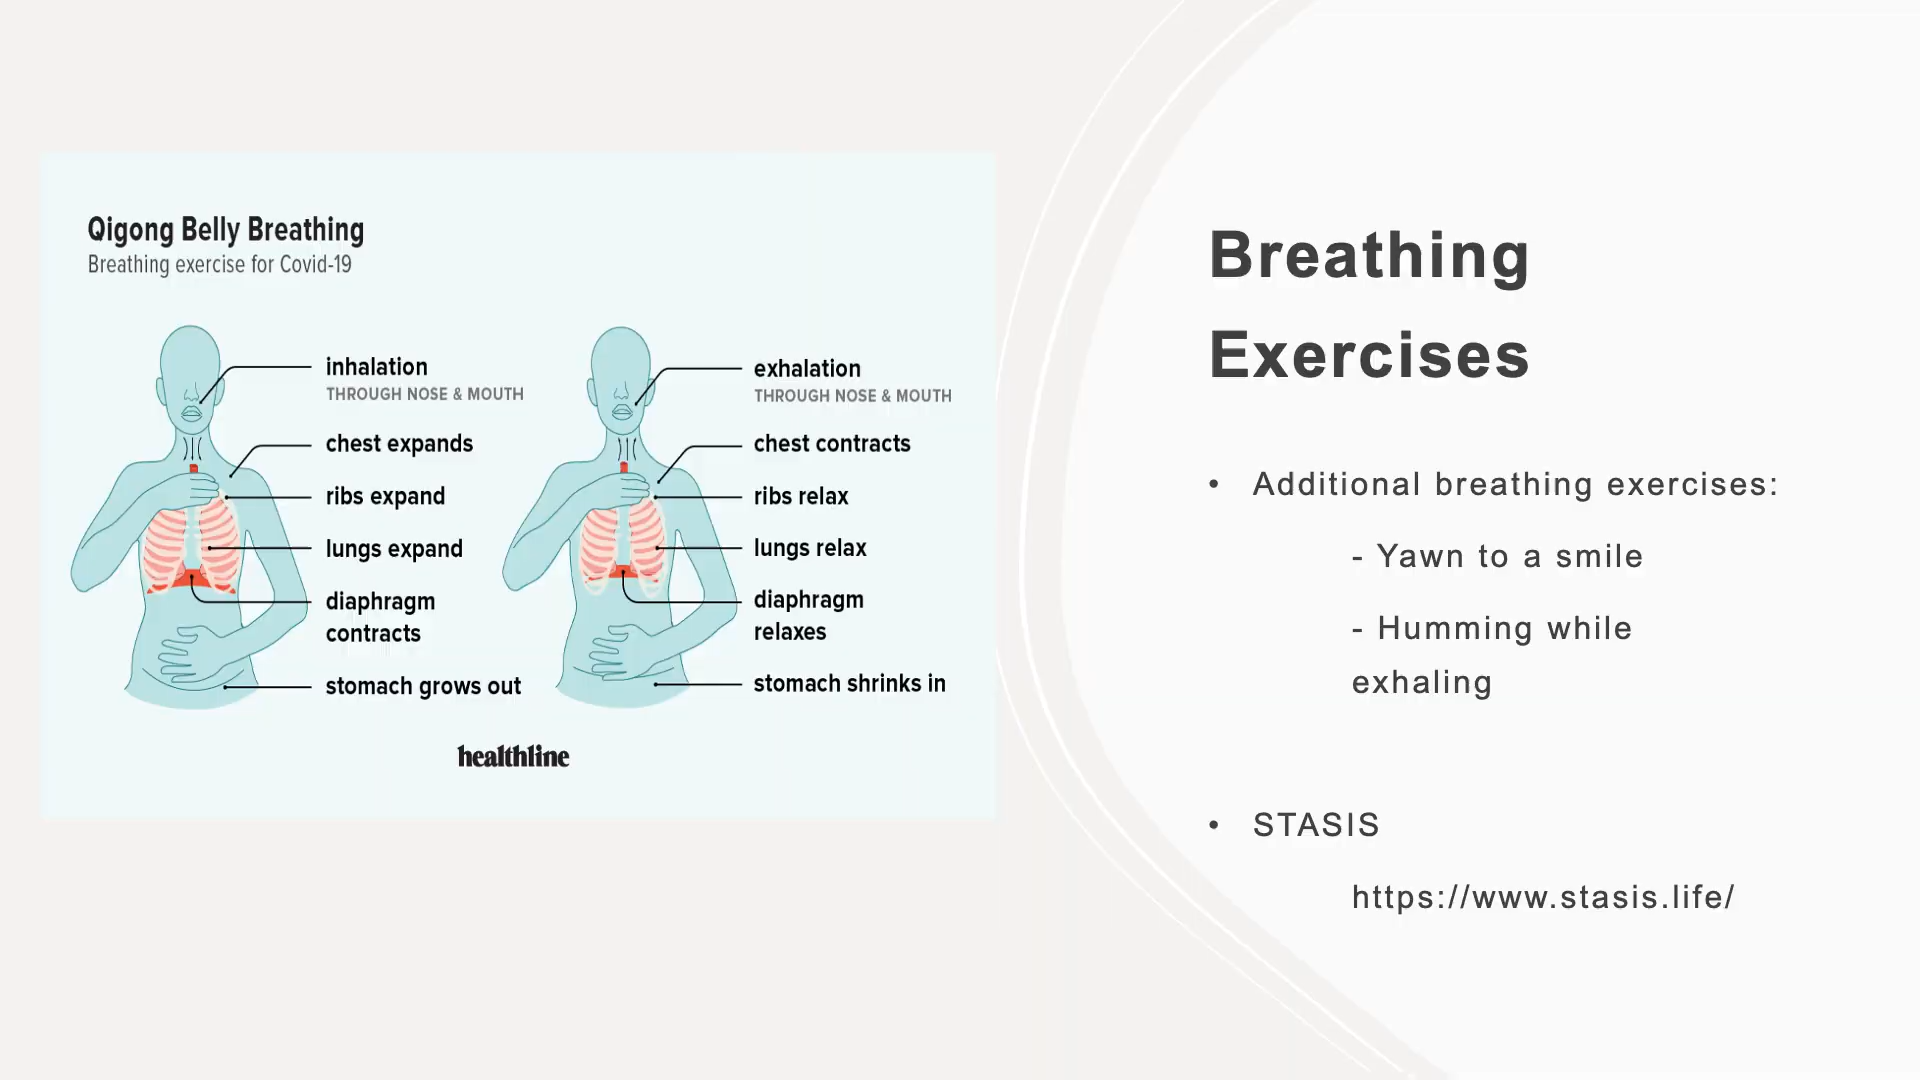 Qigong Belly Breathing
Breathing exercise for Covid-19
inhalation
THROUGH NOSE & MOUTH
chest expands
ribs expand
lungs expand
diaphragm
contracts
stomach grows out
exhalation
THROUGH NOSE & MOUTH
chest contracts
ribs relax
lungs relax
diaphragm
relaxes
stomach shrinks in
healthline
Breathing
Exercises
• Additional breathing exercises:
- Yawn to a smile
- Humming while
exhaling
• STASIS
https://www.stasis.life/